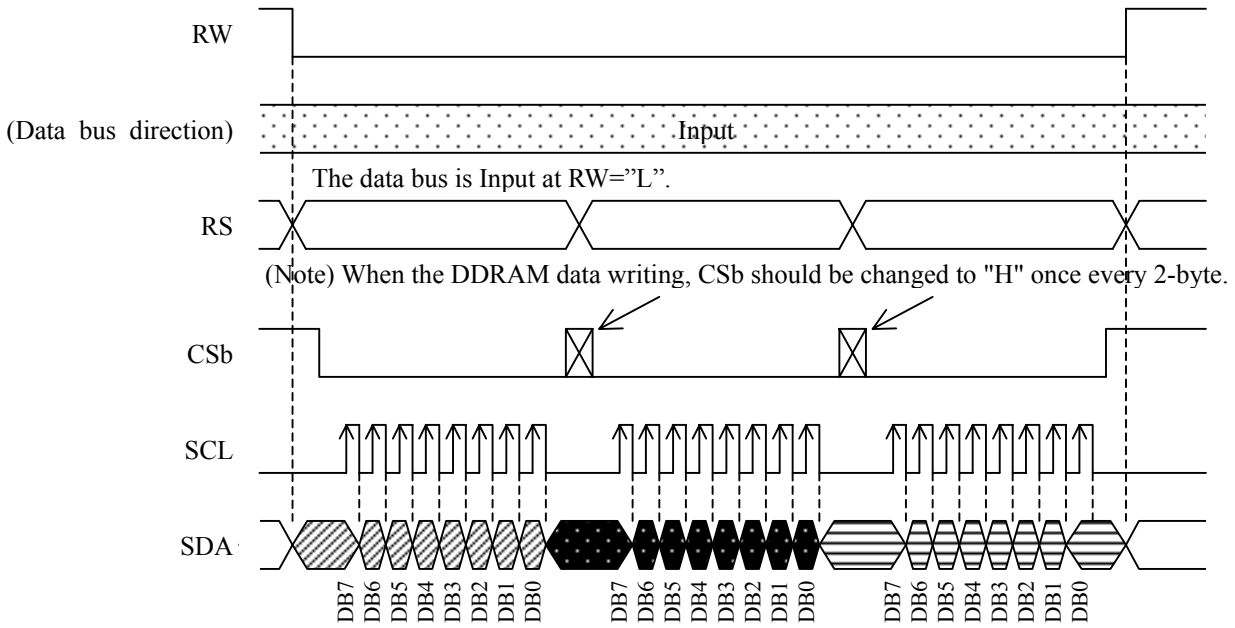 RW
(Data bus direction)
Input
The data bus is Input at RW=”L”.
RS
(Note) When the DDRAM data writing, CSb should be changed to "H" once every 2-byte.
CSb
SCL
SDA
DB7 DB6 DB5 DB4 DB3 DB2 DB1 DB0 DB7 DB6 DB5 DB4 DB3 DB2 DB1 DB0 DB7 DB6 DB5 DB4 DB3 DB2 DB1 DB0